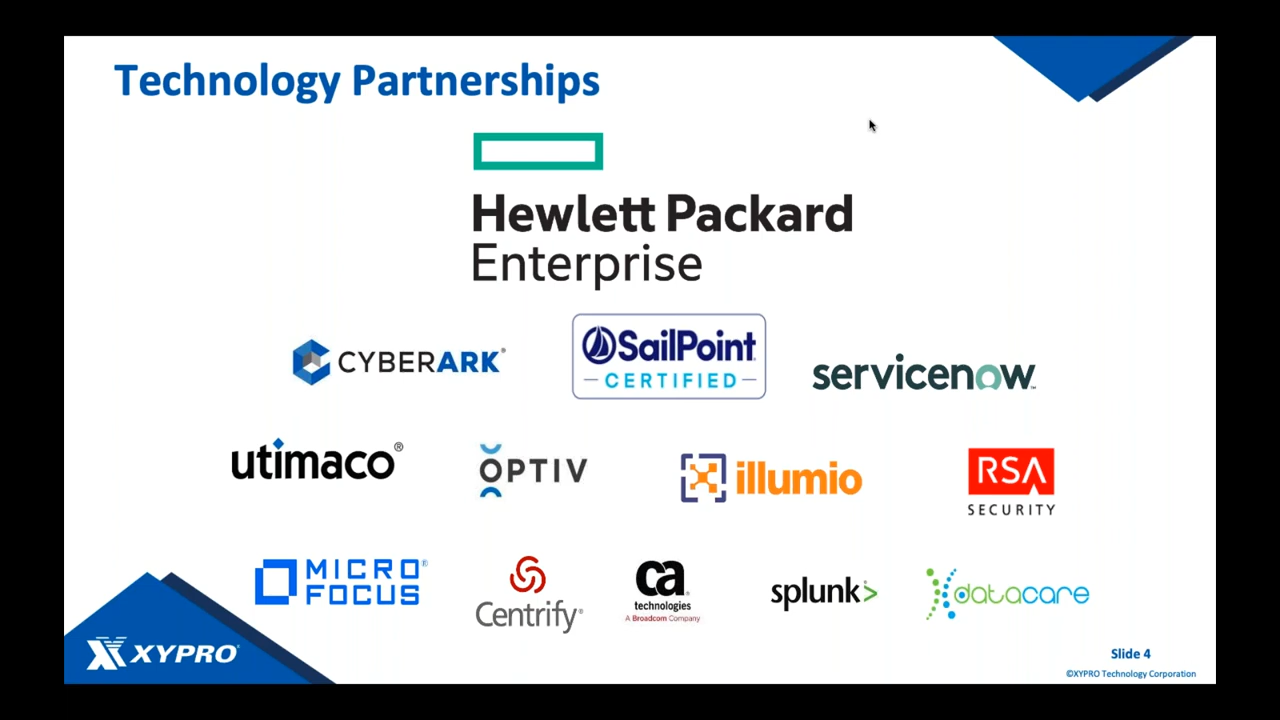 Technology Partnerships
Hewlett Packard
Enterprise
CYBERARK®
SailPoint
CERTIFIED
servicenow™
utimaco®
OPTIV
illumio
RSA
SECURITY
MICRO
FOCUS®
Centrify®
ca
technologies®
A Broadcom Company
splunk>
datacare
XYPRO®
Slide 4
©XYPRO Technology Corporation